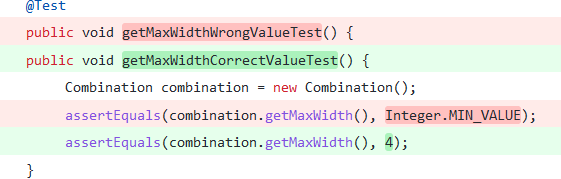 @Test
public void getMaxWidthWrongValueTest() {
public void getMaxWidthCorrectValueTest() {
Combination combination = new Combination();
assertEquals(combination.getMaxWidth(), Integer.MIN_VALUE);
assertEquals(combination.getMaxWidth(), 4);
}